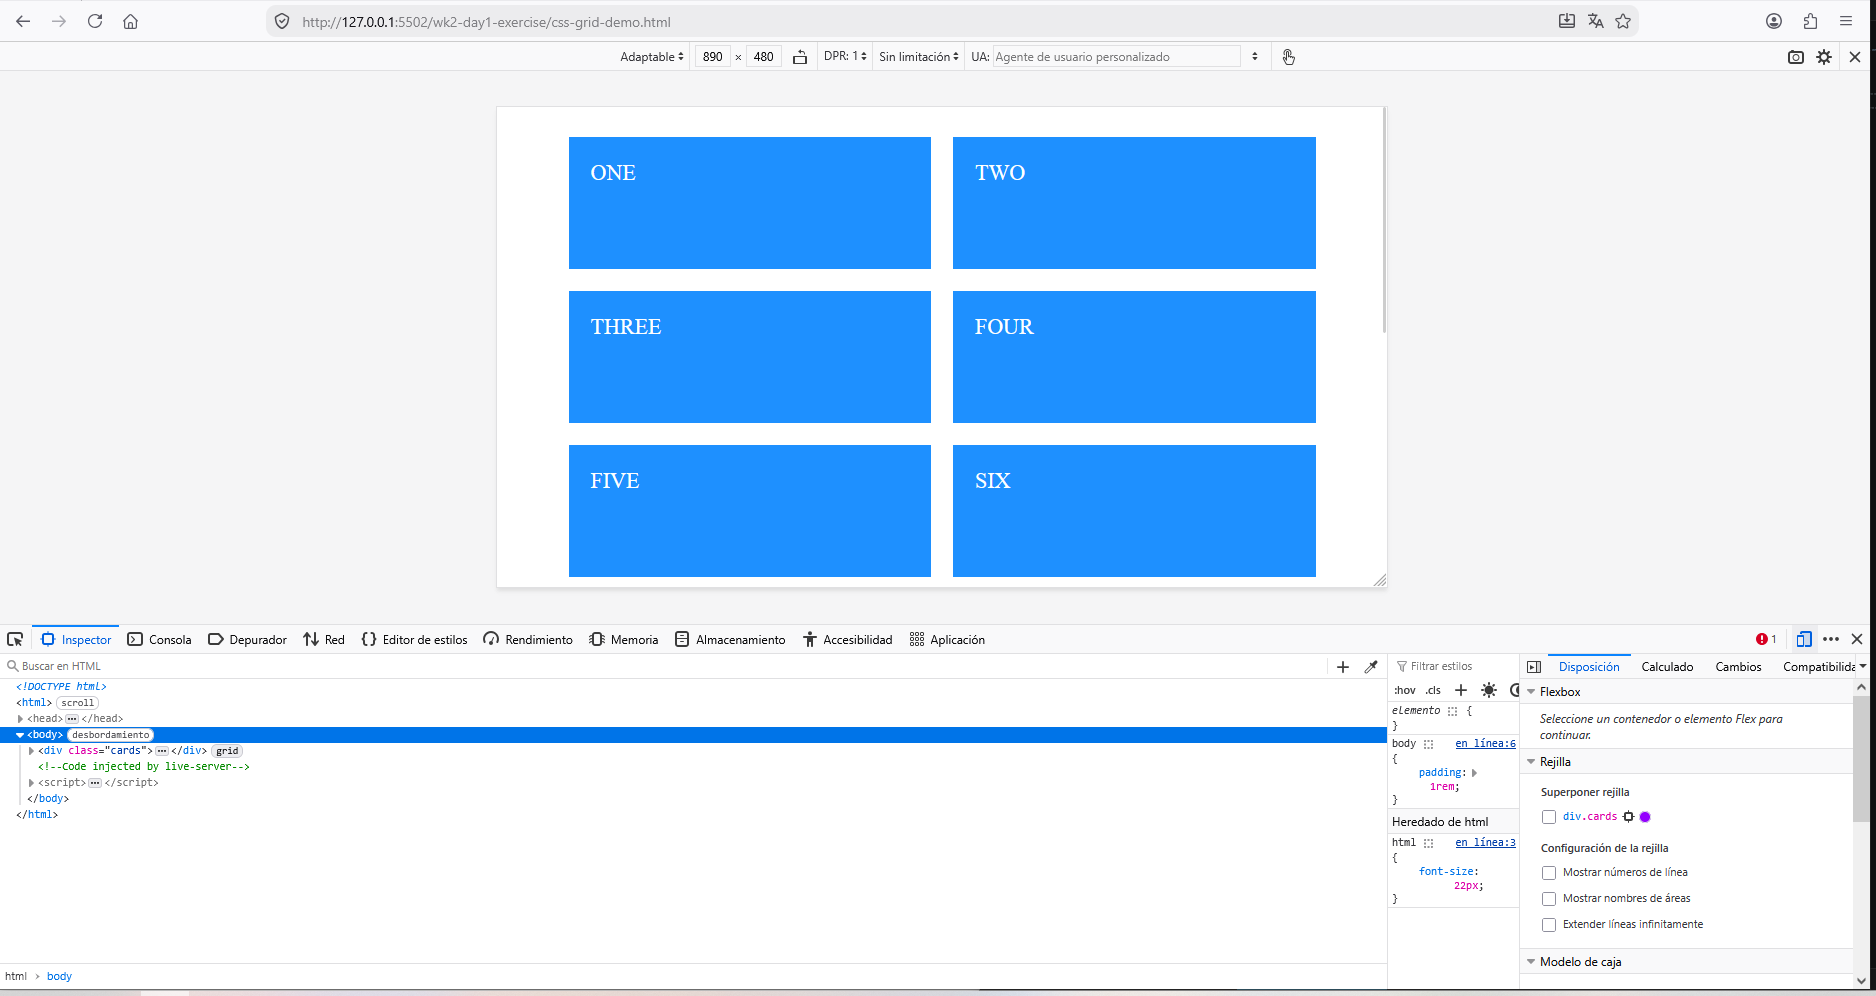 http://127.0.0.1:5502/wk2-day1-exercise/css-grid-demo.html
Adaptable 890 × 480 DPR: 1 Sin limitación UA: Agente de usuario personalizado
ONE TWO
THREE FOUR
FIVE SIX
Inspector Consola Depurador Red Editor de estilos Rendimiento Memoria Almacenamiento Accesibilidad Aplicación 1
Buscar en HTML
<!DOCTYPE html>
<html> scroll
<head> </head>
<body> desbordamiento
<div class="cards"> </div> grid
<!--Code injected by live-server-->
<script> </script>
</body>
</html>
html › body
Filtrar estilos
:hov .cls
elemento {
}
body en línea:6
{
padding:
1rem;
}
Heredado de html
html en línea:3
{
font-size:
22px;
}
Disposición Calculado Cambios Compatibilida
Flexbox
Seleccione un contenedor o elemento Flex para
continuar.
Rejilla
Superponer rejilla
div.cards
Configuración de la rejilla
Mostrar números de línea
Mostrar nombres de áreas
Extender líneas infinitamente
Modelo de caja